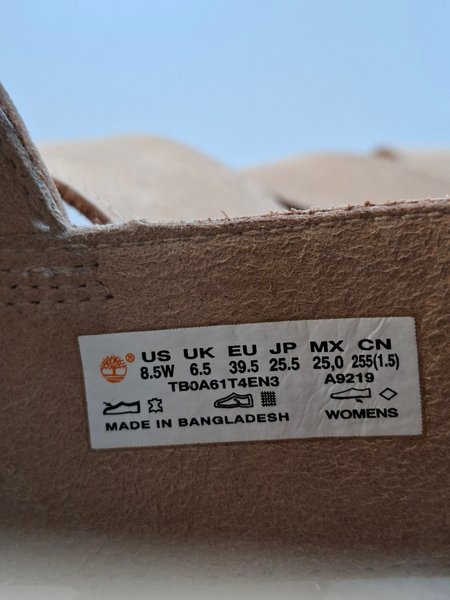 ® US UK EU JP MX CN
8.5W 6.5 39.5 25.5 25,0 255(1.5)
TB0A61T4EN3 A9219
MADE IN BANGLADESH WOMENS